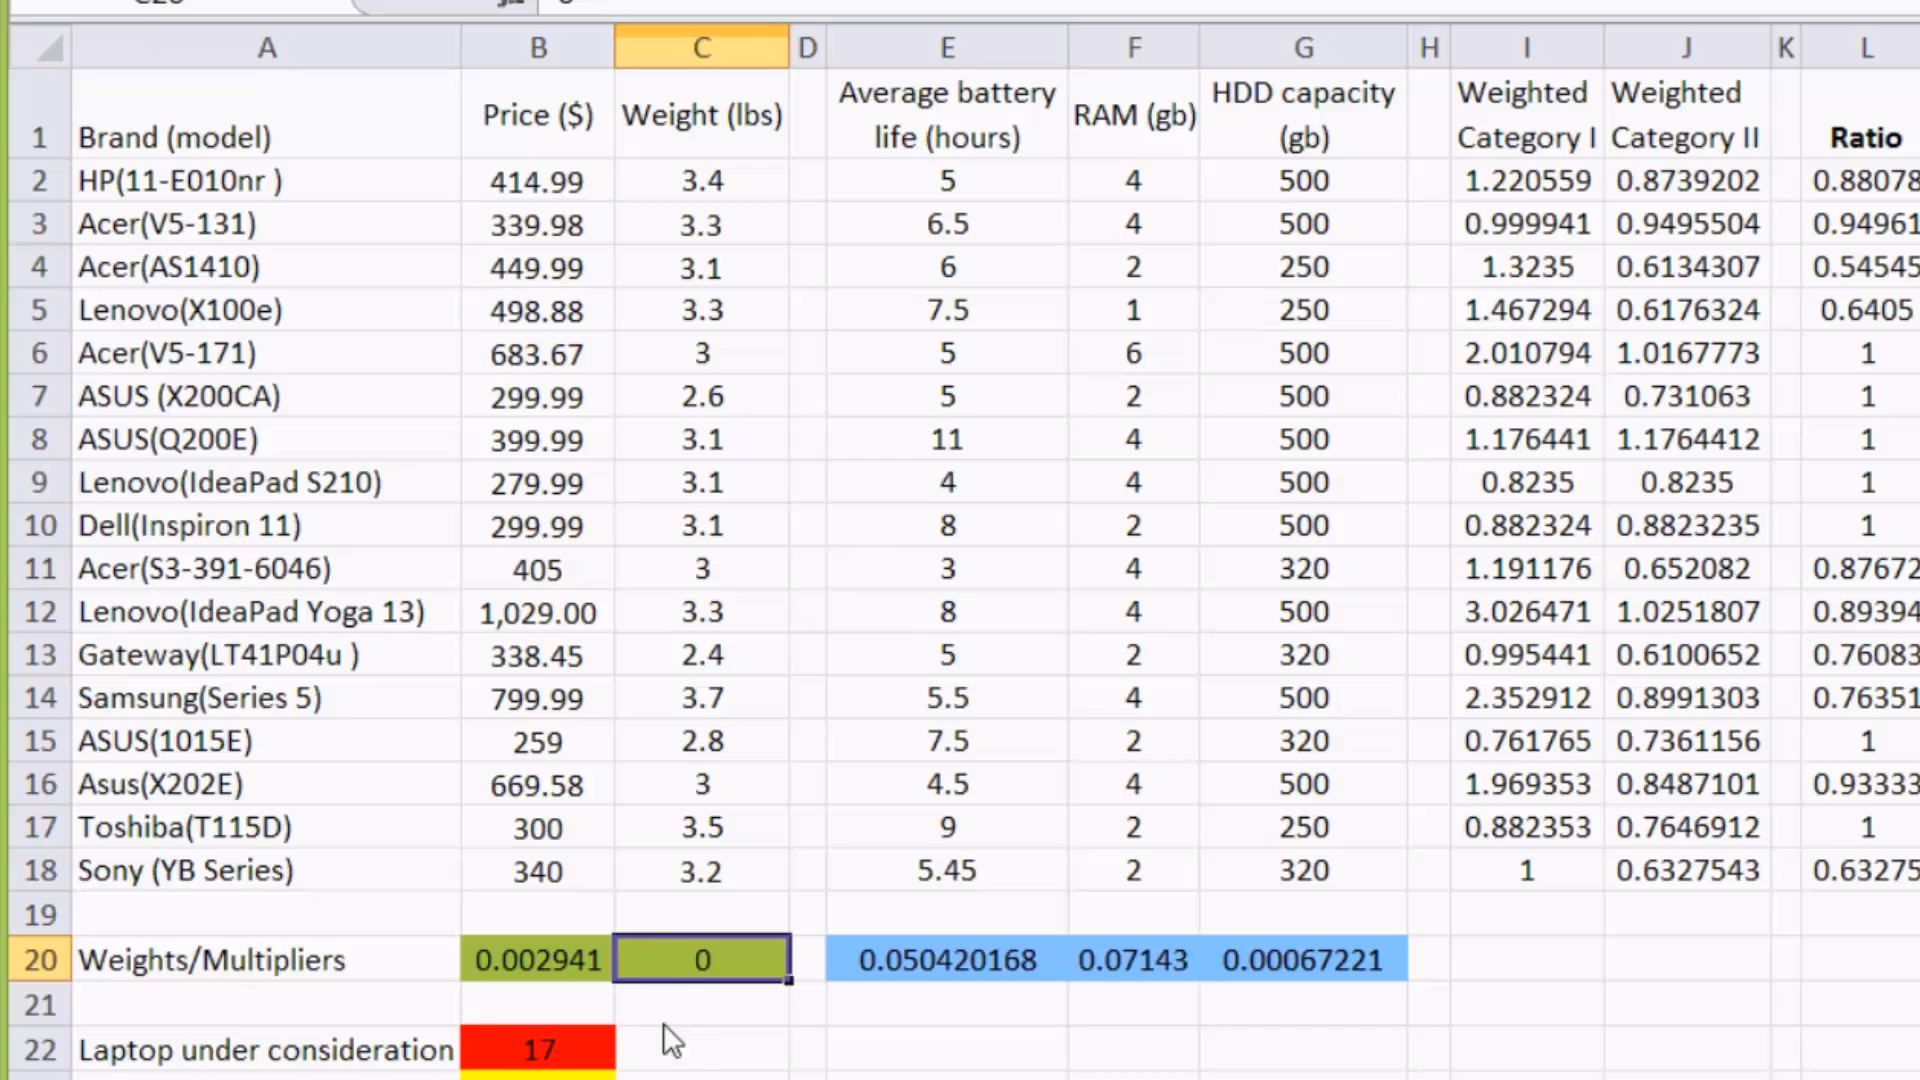 A B C D E F G H I J K L
1 Brand (model) Price ($) Weight (lbs) Average battery life (hours) RAM (gb) HDD capacity (gb) Weighted Category I Weighted Category II Ratio
2 HP(11-E010nr ) 414.99 3.4 5 4 500 1.220559 0.8739202 0.88078
3 Acer(V5-131) 339.98 3.3 6.5 4 500 0.999941 0.9495504 0.94961
4 Acer(AS1410) 449.99 3.1 6 2 250 1.3235 0.6134307 0.54545
5 Lenovo(X100e) 498.88 3.3 7.5 1 250 1.467294 0.6176324 0.6405
6 Acer(V5-171) 683.67 3 5 6 500 2.010794 1.0167773 1
7 ASUS (X200CA) 299.99 2.6 5 2 500 0.882324 0.731063 1
8 ASUS(Q200E) 399.99 3.1 11 4 500 1.176441 1.1764412 1
9 Lenovo(IdeaPad S210) 279.99 3.1 4 4 500 0.8235 0.8235 1
10 Dell(Inspiron 11) 299.99 3.1 8 2 500 0.882324 0.8823235 1
11 Acer(S3-391-6046) 405 3 3 4 320 1.191176 0.652082 0.87672
12 Lenovo(IdeaPad Yoga 13) 1,029.00 3.3 8 4 500 3.026471 1.0251807 0.89394
13 Gateway(LT41P04u ) 338.45 2.4 5 2 320 0.995441 0.6100652 0.76083
14 Samsung(Series 5) 799.99 3.7 5.5 4 500 2.352912 0.8991303 0.76351
15 ASUS(1015E) 259 2.8 7.5 2 320 0.761765 0.7361156 1
16 Asus(X202E) 669.58 3 4.5 4 500 1.969353 0.8487101 0.93333
17 Toshiba(T115D) 300 3.5 9 2 250 0.882353 0.7646912 1
18 Sony (YB Series) 340 3.2 5.45 2 320 1 0.6327543 0.63275
19
20 Weights/Multipliers 0.002941 0 0.050420168 0.07143 0.00067221
21
22 Laptop under consideration 17